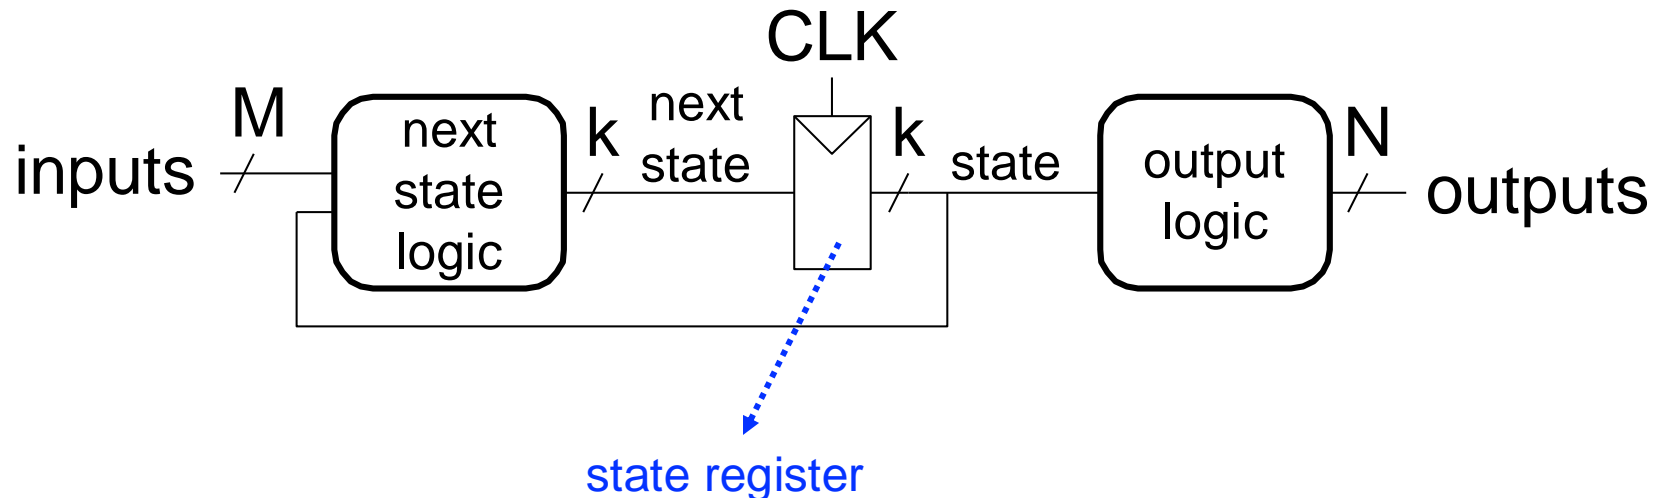 CLK
inputs
M
next
state
logic
k
next
state
k
state
output
logic
N
outputs
state register